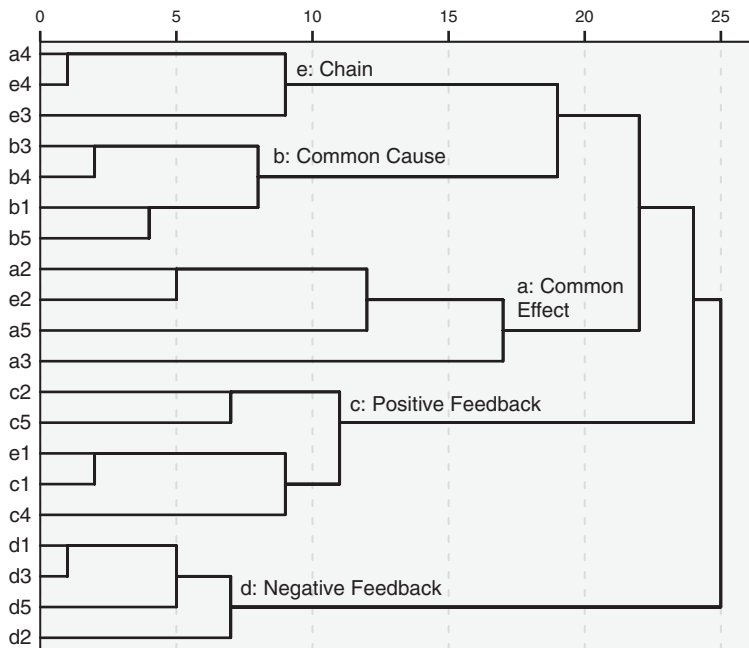 0 5 10 15 20 25
a4
e: Chain
e4
e3
b3
b: Common Cause
b4
b1
b5
a2
a: Common
e2
Effect
a5
a3
c2
c: Positive Feedback
c5
e1
c1
c4
d1
d3
d: Negative Feedback
d5
d2